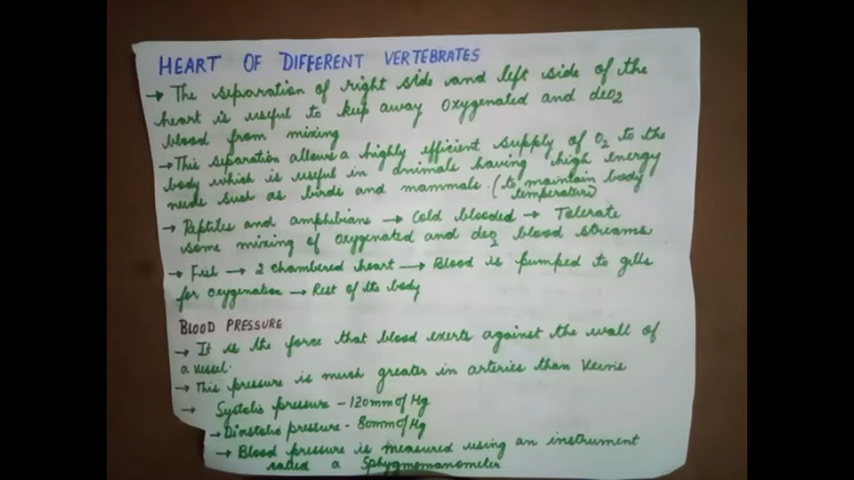 HEART OF DIFFERENT VERTEBRATES
→ The separation of right side and left side of the
heart is useful to keep away oxygenated and deo2
blood from mixing
→ This separation allows a highly efficient supply of O2 to the
body which is useful in animals having high energy
needs such as birds and mammals. (to maintain body
temperature)
→ Reptiles and amphibians → Cold blooded → Tolerate
some mixing of oxygenated and deo2 blood streams
→ Fish → 2 chambered heart → Blood is pumped to gills
for oxygenation → Rest of the body
BLOOD PRESSURE
→ It is the force that blood exerts against the wall of
a vessel.
→ This pressure is much greater in arteries than veins
→ Systolic pressure - 120mm of Hg
→ Diastolic pressure - 80mm of Hg
→ Blood pressure is measured using an instrument
called a Sphygmomanometer